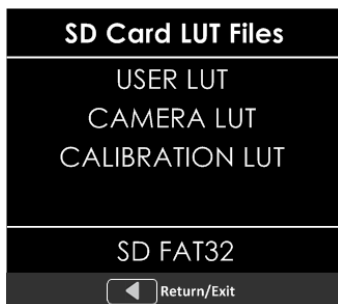 SD Card LUT Files
USER LUT
CAMERA LUT
CALIBRATION LUT
SD FAT32
Return/Exit